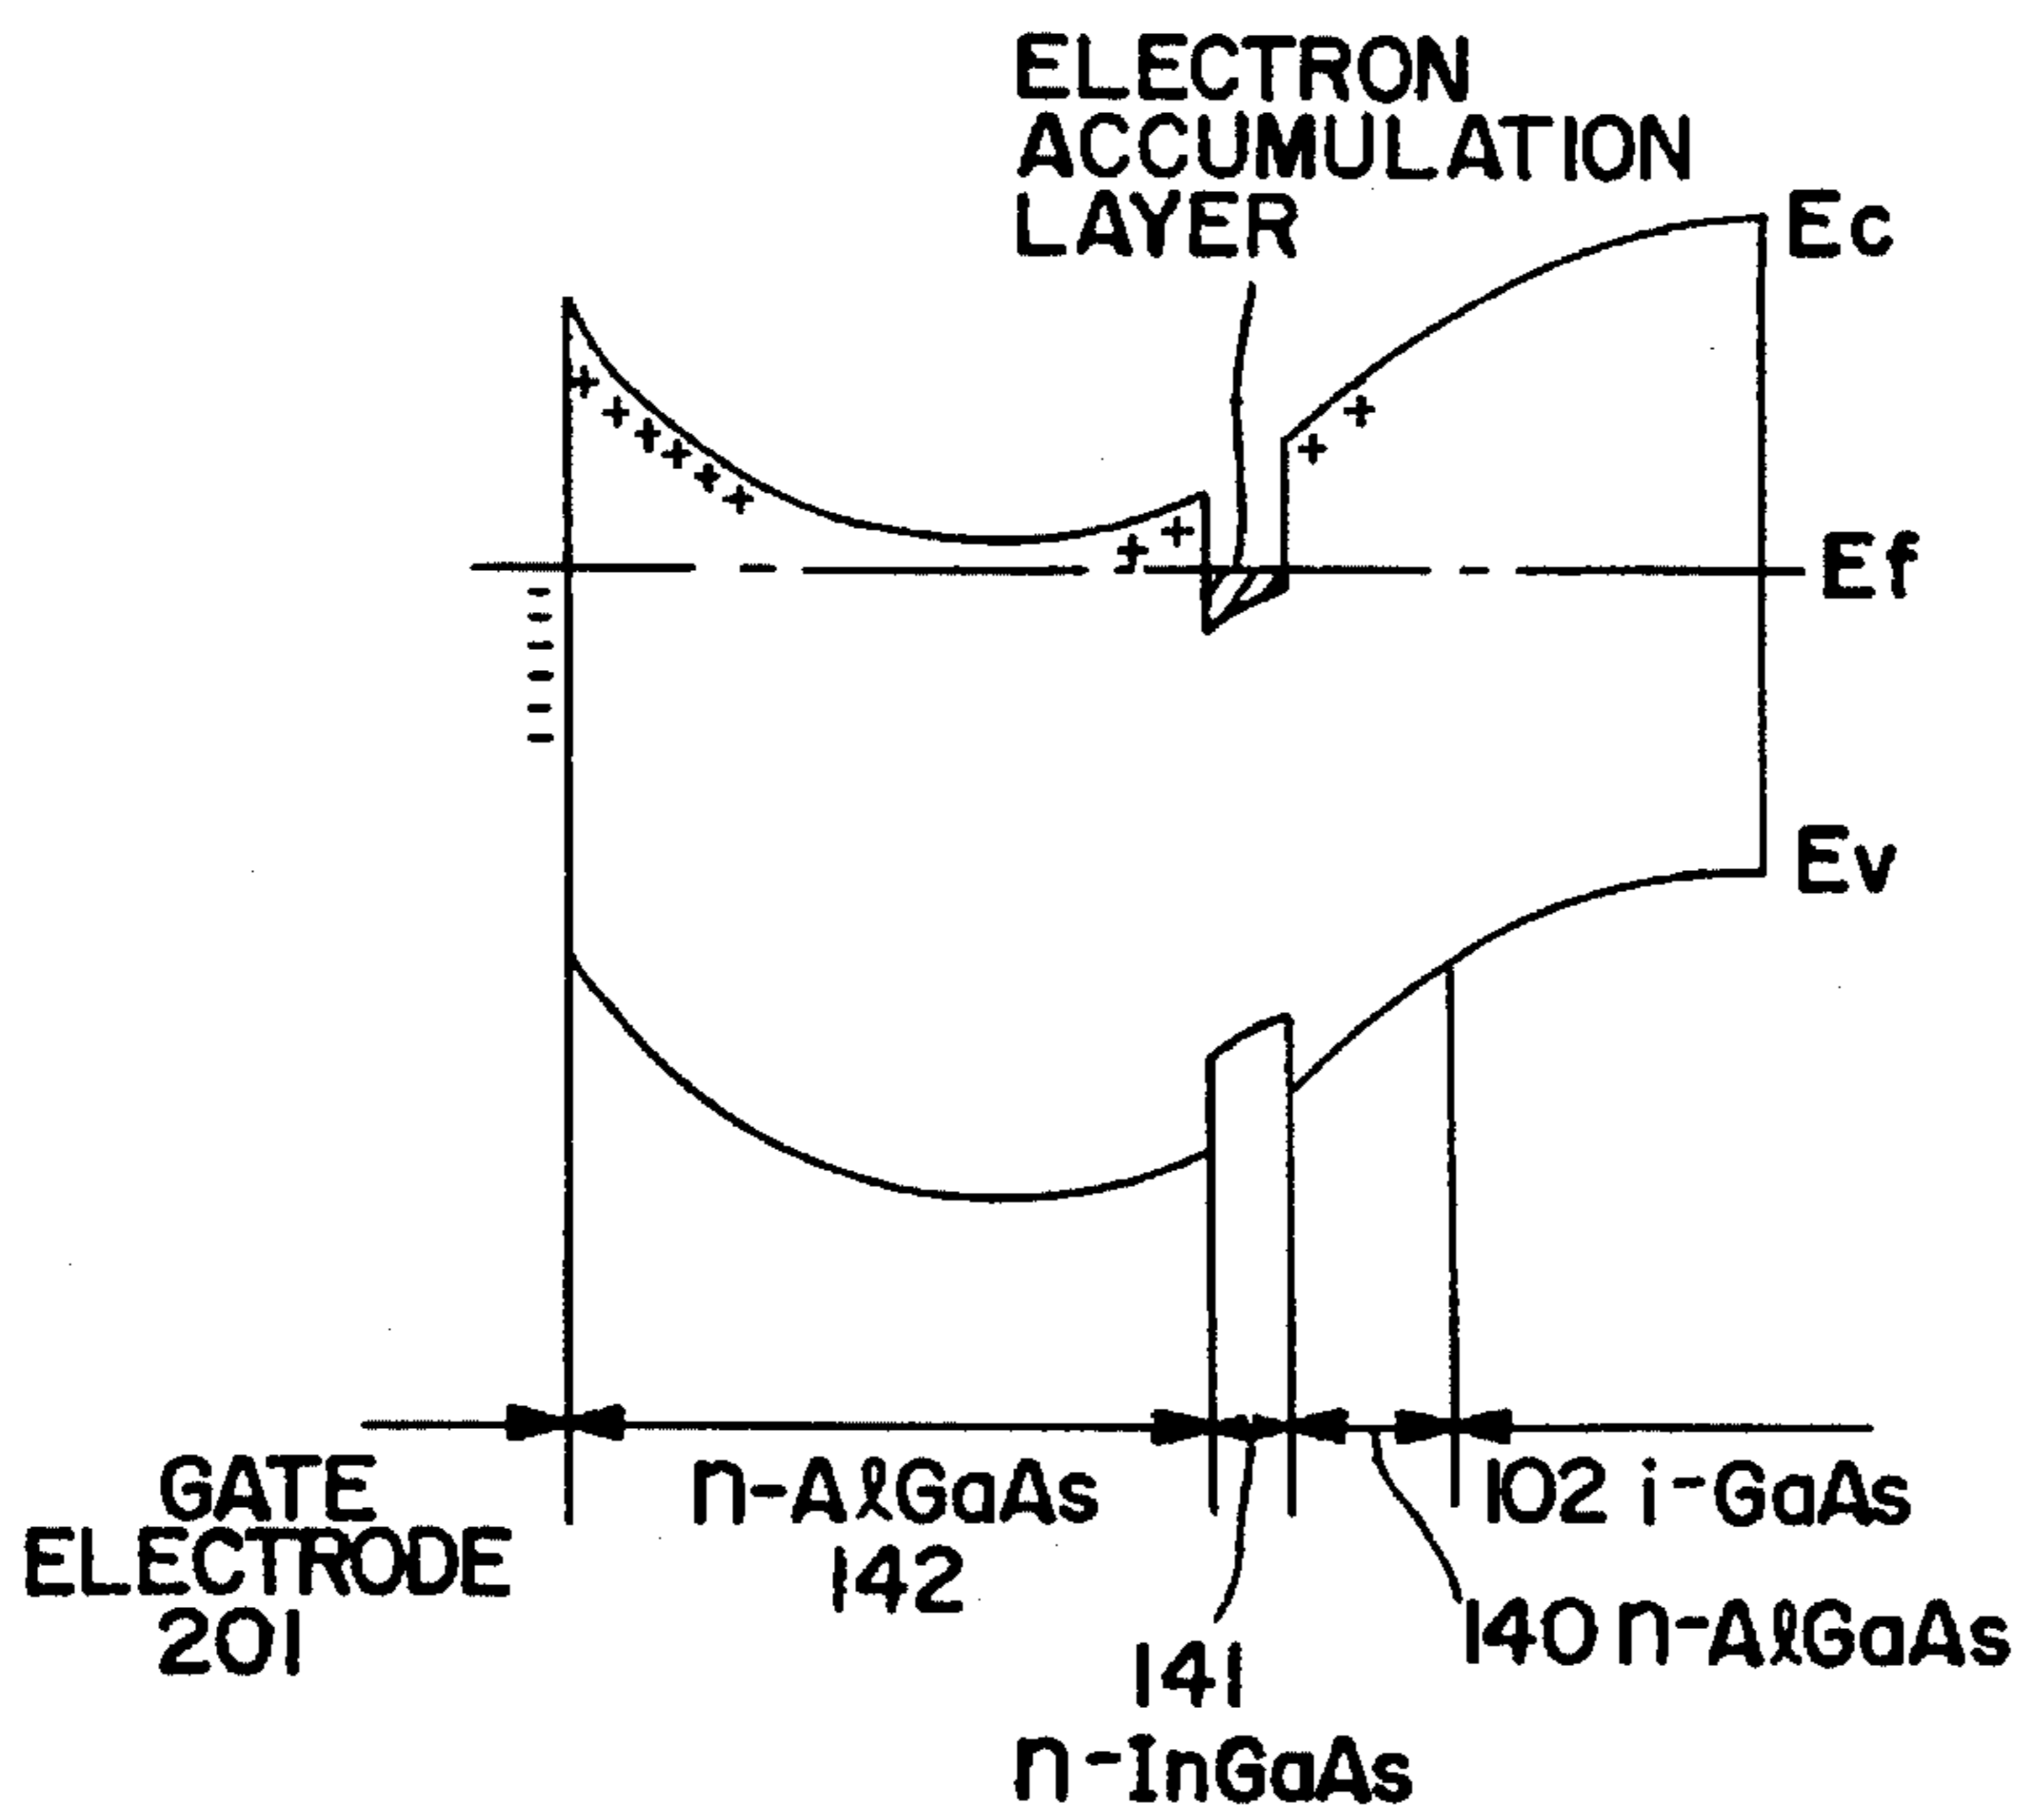 ELECTRON
ACCUMULATION
LAYER
Ec
Ef
Ev
GATE
ELECTRODE
201
n-AlGaAs
142
141
n-InGaAs
102 i-GaAs
140 n-AlGaAs